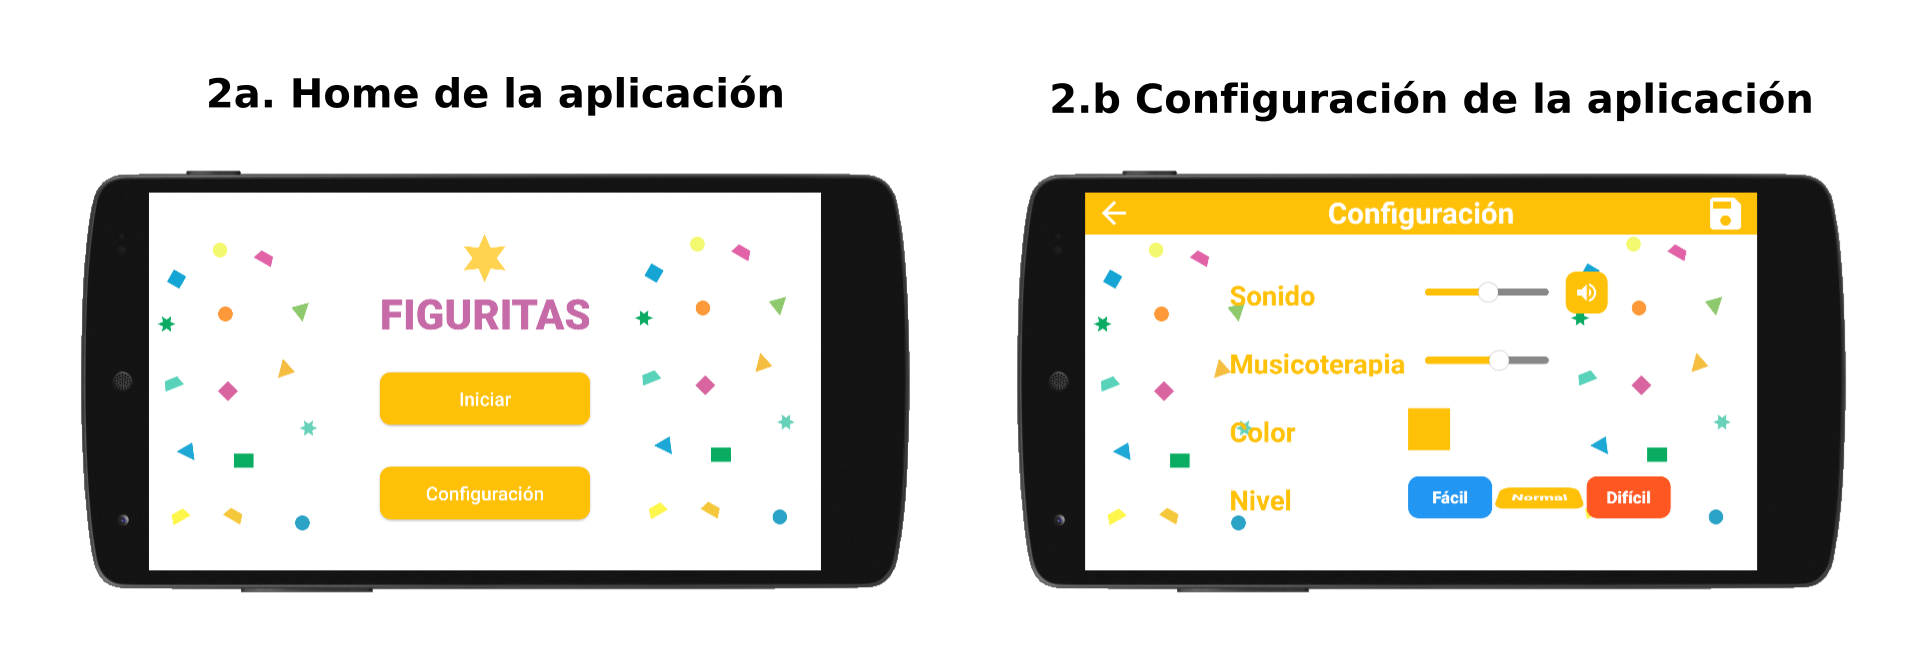 2a. Home de la aplicación
2.b Configuración de la aplicación
FIGURITAS
Iniciar
Configuración
Configuración
Sonido
Musicoterapia
Color
Nivel
Fácil
Normal
Difícil